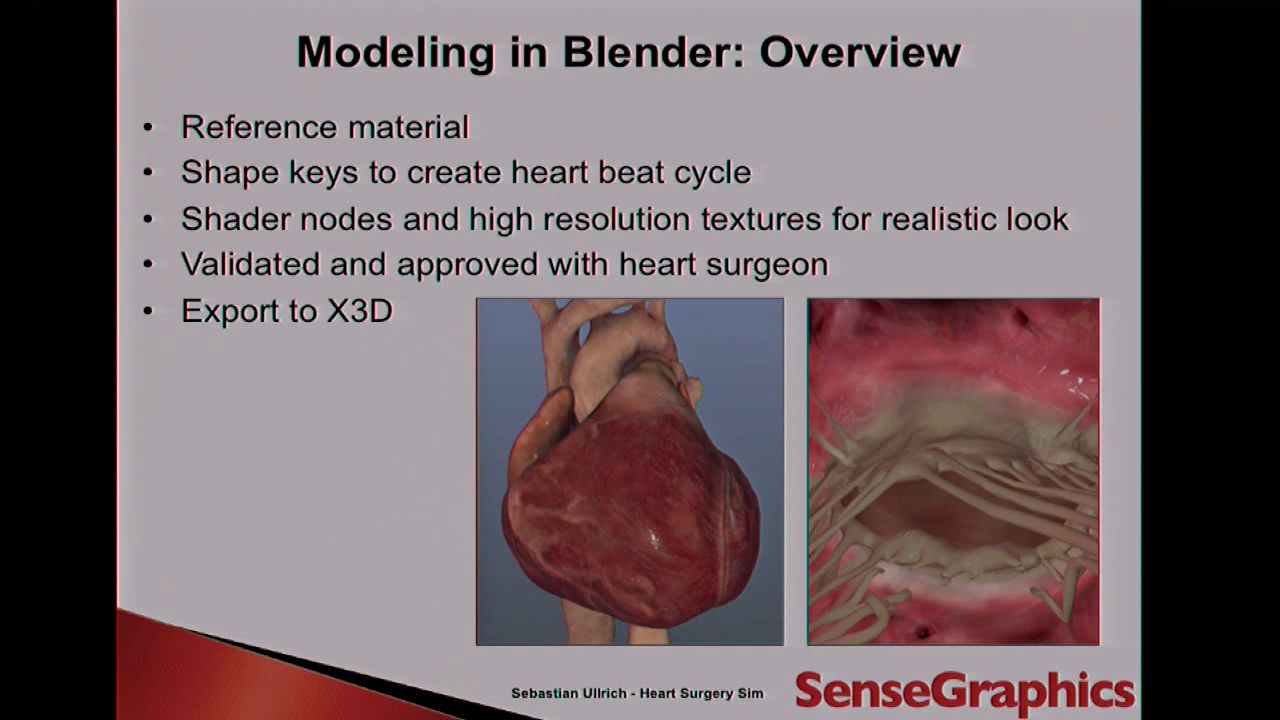 Modeling in Blender: Overview
• Reference material
• Shape keys to create heart beat cycle
• Shader nodes and high resolution textures for realistic look
• Validated and approved with heart surgeon
• Export to X3D
Sebastian Ullrich - Heart Surgery Sim
SenseGraphics